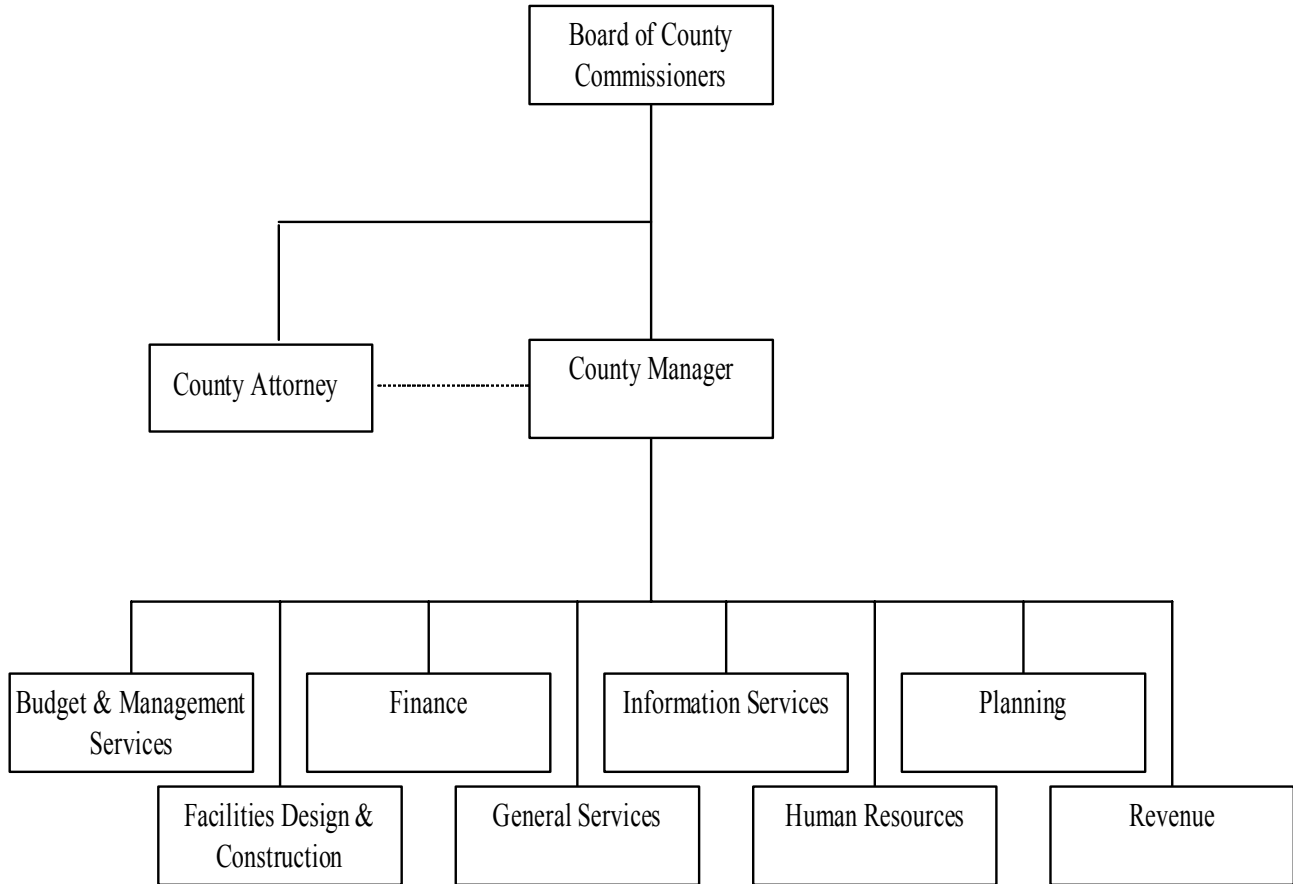 Board of County
Commissioners
County Attorney
County Manager
Budget & Management
Services
Finance
Information Services
Planning
Facilities Design &
Construction
General Services
Human Resources
Revenue